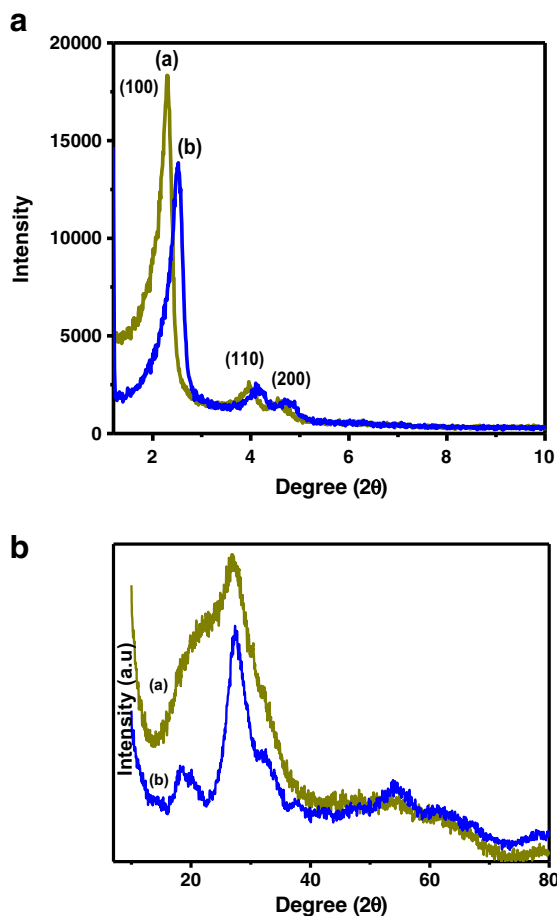 a
20000
(a)
(100)
15000
(b)
10000
Intensity
5000
(110)
(200)
0
2 4 6 8 10
Degree (2θ)
b
Intensity (a.u)
(a)
(b)
20 40 60 80
Degree (2θ)